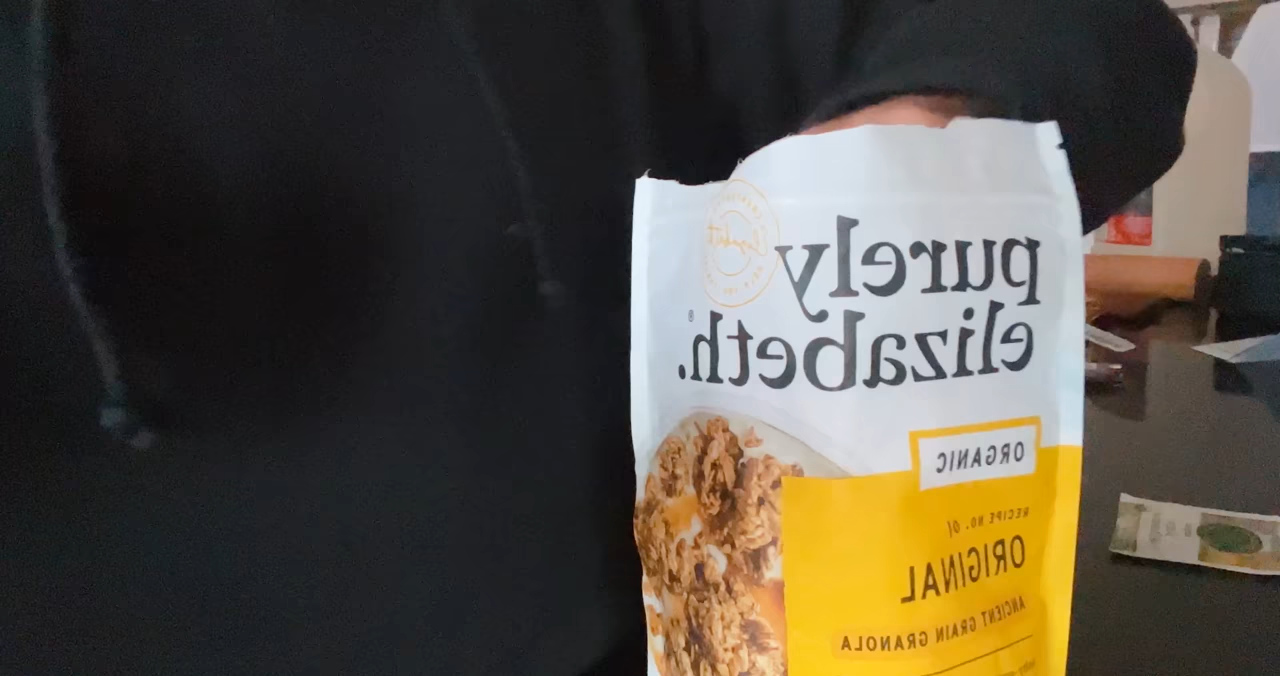 purely
elizabeth.®
ORGANIC
RECIPE NO. 01
ORIGINAL
ANCIENT GRAIN GRANOLA